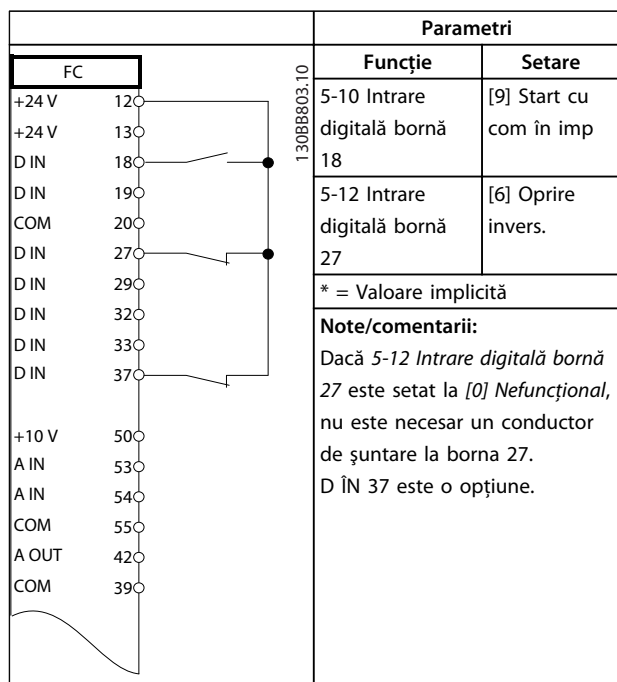 Parametri
FC
130BB803.10
Funcție
Setare
+24 V 12
+24 V 13
D IN 18
D IN 19
COM 20
D IN 27
D IN 29
D IN 32
D IN 33
D IN 37
+10 V 50
A IN 53
A IN 54
COM 55
A OUT 42
COM 39
5-10 Intrare
digitală bornă
18
[9] Start cu
com în imp
5-12 Intrare
digitală bornă
27
[6] Oprire
invers.
* = Valoare implicită
Note/comentarii:
Dacă 5-12 Intrare digitală bornă
27 este setat la [0] Nefuncţional,
nu este necesar un conductor
de şuntare la borna 27.
D ÎN 37 este o opţiune.